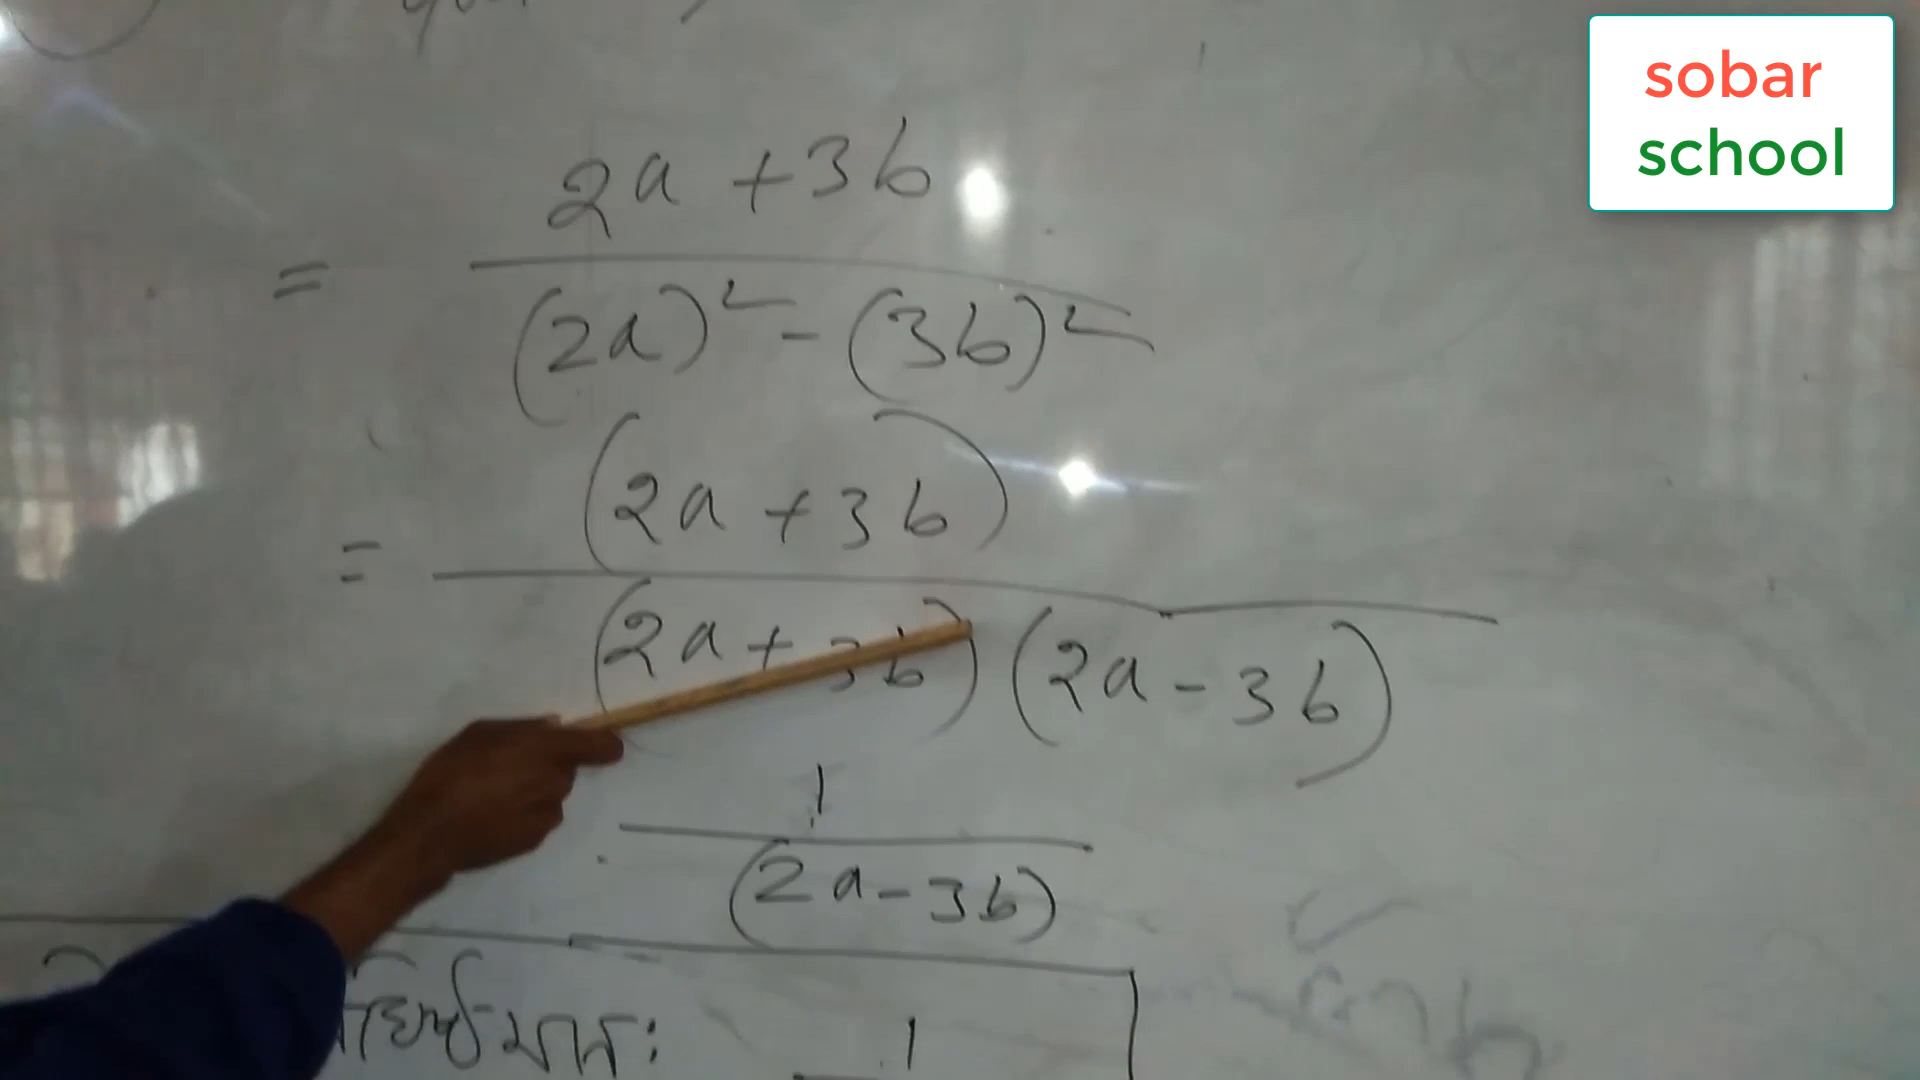 sobar
school
= 2a + 3b / (2a)² - (3b)²
= (2a + 3b) / (2a + 3b) (2a - 3b)
1 / (2a - 3b)
1